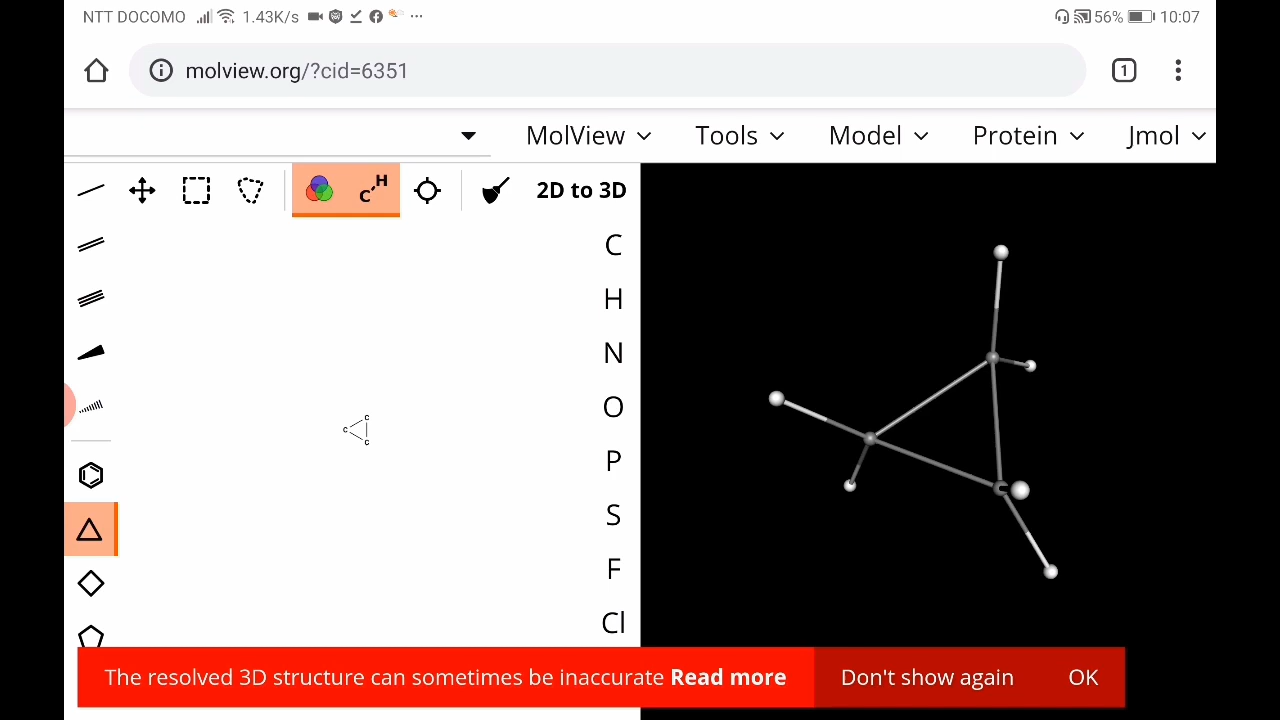 NTT DOCOMO 1.43K/s ... 56% 10:07
molview.org/?cid=6351 1
MolView Tools Model Protein Jmol
C H 2D to 3D
C
H
N
O
C
C
C
P
S
F
Cl
The resolved 3D structure can sometimes be inaccurate Read more Don't show again OK